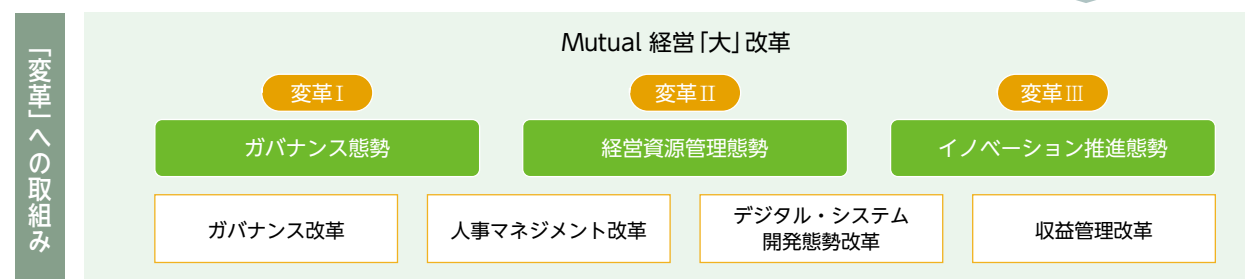 「変革」への取組み
Mutual 経営「大」改革
変革Ⅰ
変革Ⅱ
変革Ⅲ
ガバナンス態勢
経営資源管理態勢
イノベーション推進態勢
ガバナンス改革
人事マネジメント改革
デジタル・システム
開発態勢改革
収益管理改革